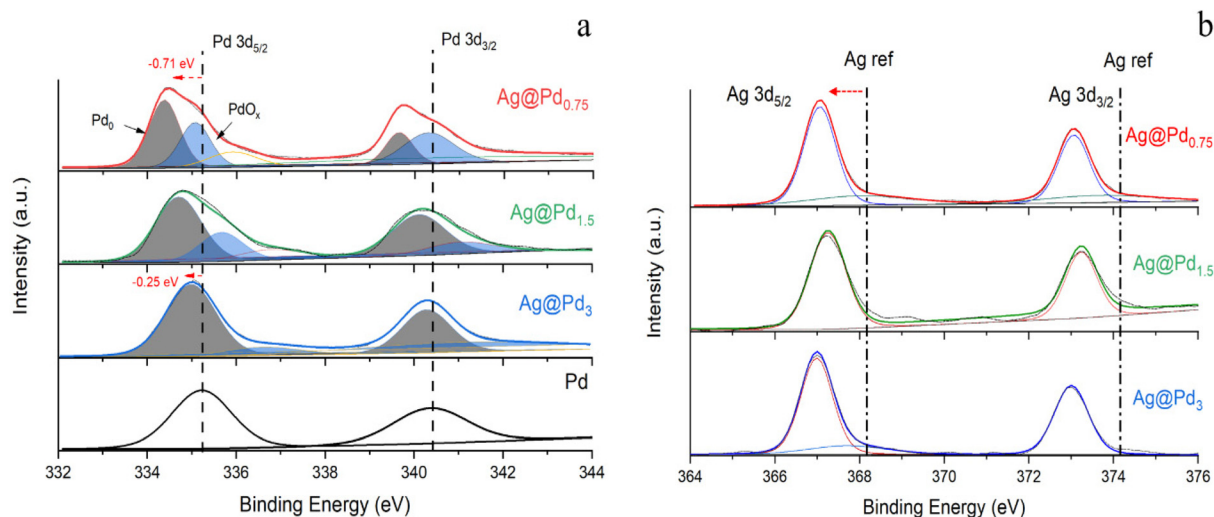 a
Pd 3d5/2
Pd 3d3/2
-0.71 eV
Pd0
PdOx
Ag@Pd0.75
Ag@Pd1.5
-0.25 eV
Ag@Pd3
Pd
Intensity (a.u.)
332 334 336 338 340 342 344
Binding Energy (eV)
b
Ag ref
Ag ref
Ag 3d5/2
Ag 3d3/2
Ag@Pd0.75
Ag@Pd1.5
Ag@Pd3
Intensity (a.u.)
364 366 368 370 372 374 376
Binding Energy (eV)